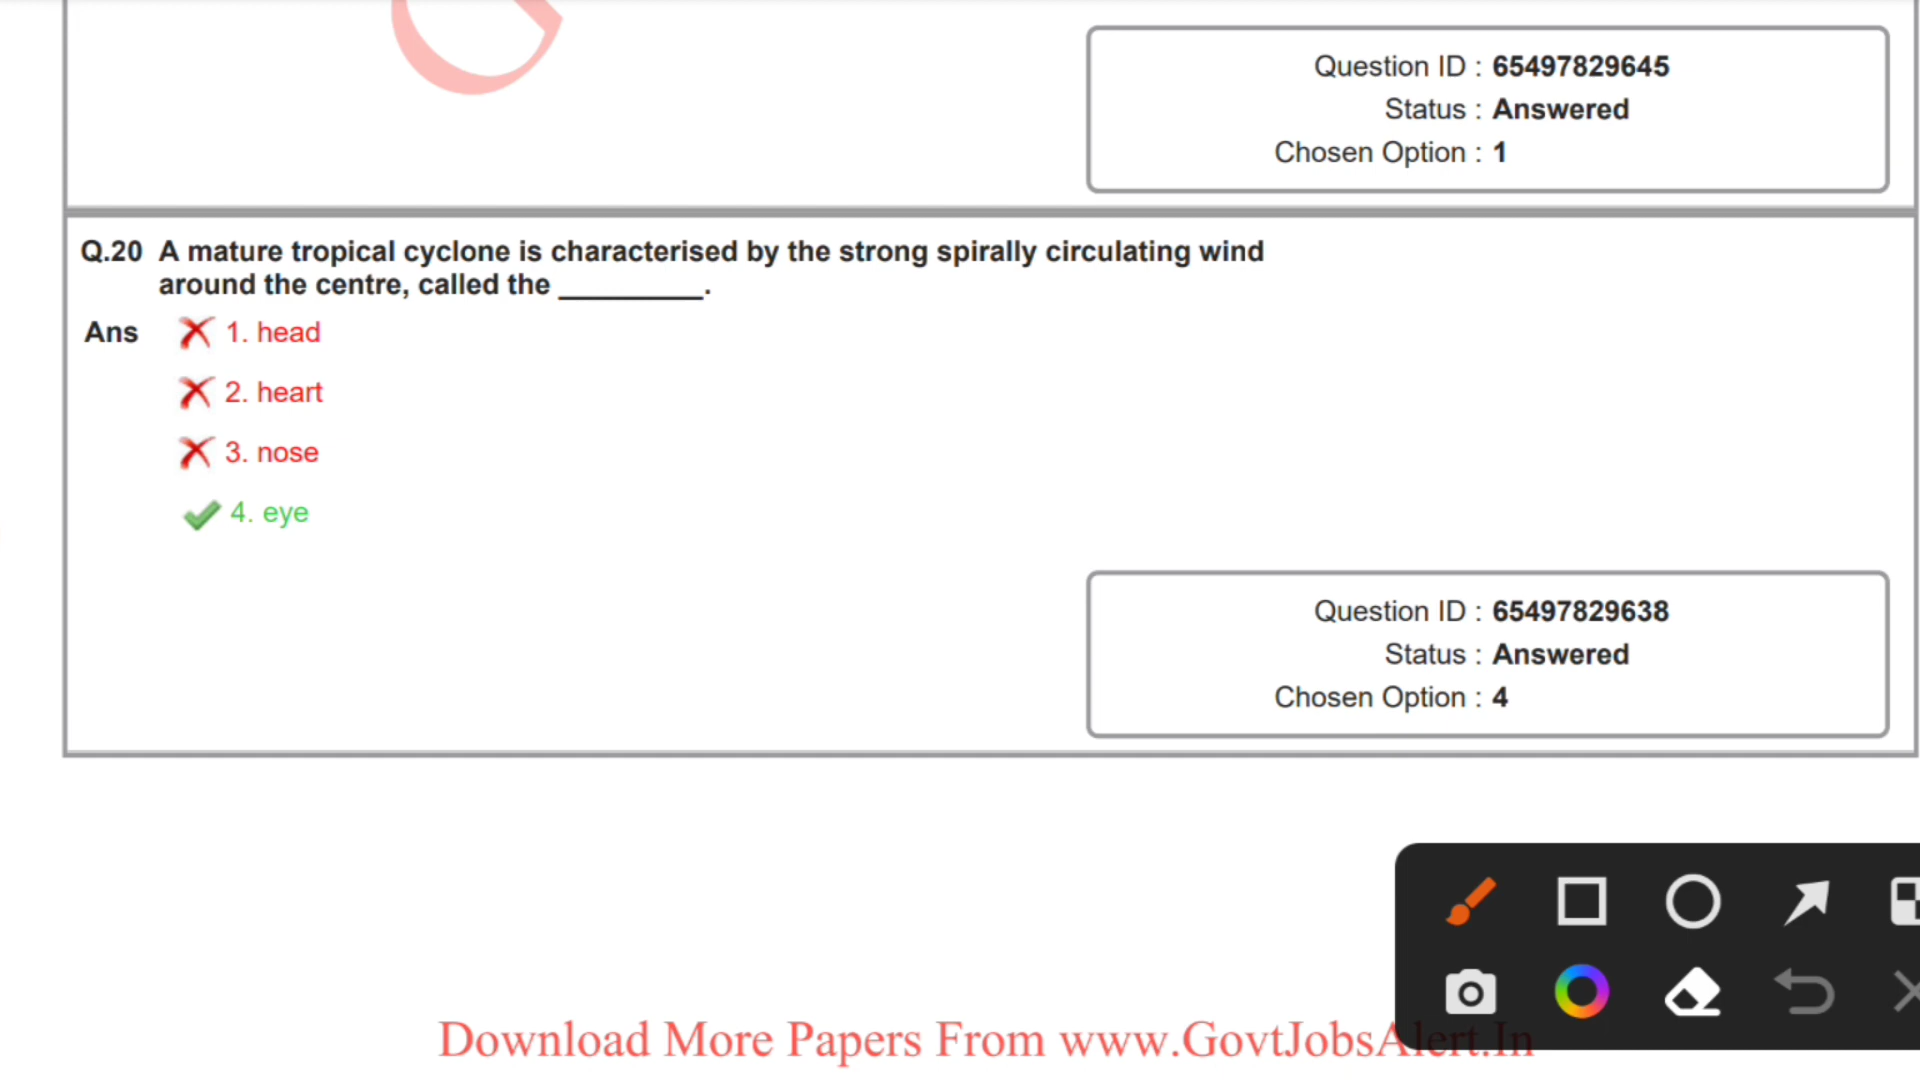 Question ID : 65497829645
Status : Answered
Chosen Option : 1
Q.20 A mature tropical cyclone is characterised by the strong spirally circulating wind
around the centre, called the _________.
Ans 1. head
2. heart
3. nose
4. eye
Question ID : 65497829638
Status : Answered
Chosen Option : 4
Download More Papers From www.GovtJobsAlert.In